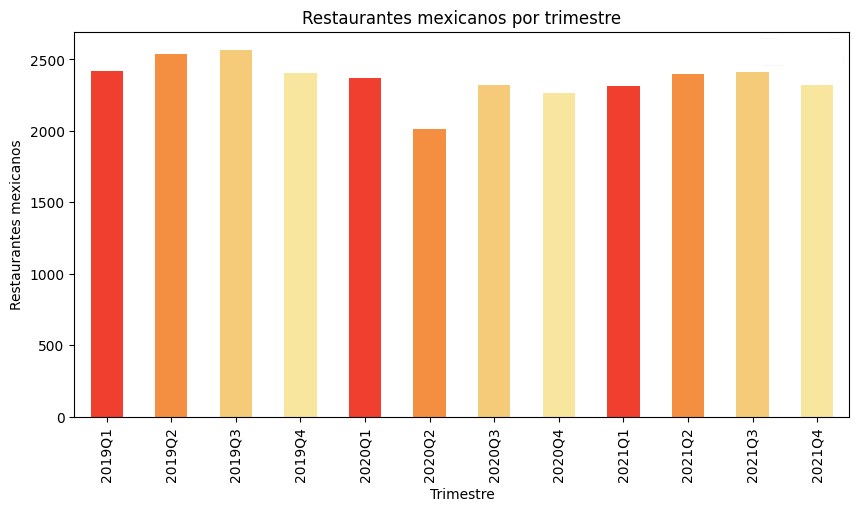 Restaurantes mexicanos por trimestre
Restaurantes mexicanos
2500
2000
1500
1000
500
0
2019Q1
2019Q2
2019Q3
2019Q4
2020Q1
2020Q2
2020Q3
2020Q4
2021Q1
2021Q2
2021Q3
2021Q4
Trimestre